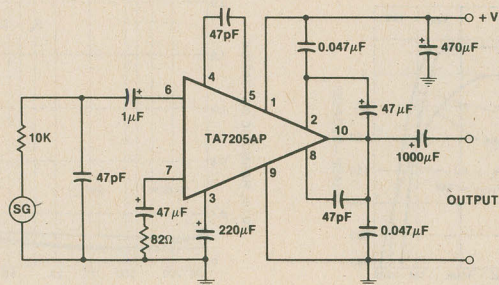 + V
47pF
0.047µF
470µF
4
5
1
1µF
6
2
47µF
10K
TA7205AP
10
1000µF
7
8
9
47pF
SG
47µF
3
47pF
OUTPUT
82Ω
220µF
0.047µF
+
+
+
+
+
+